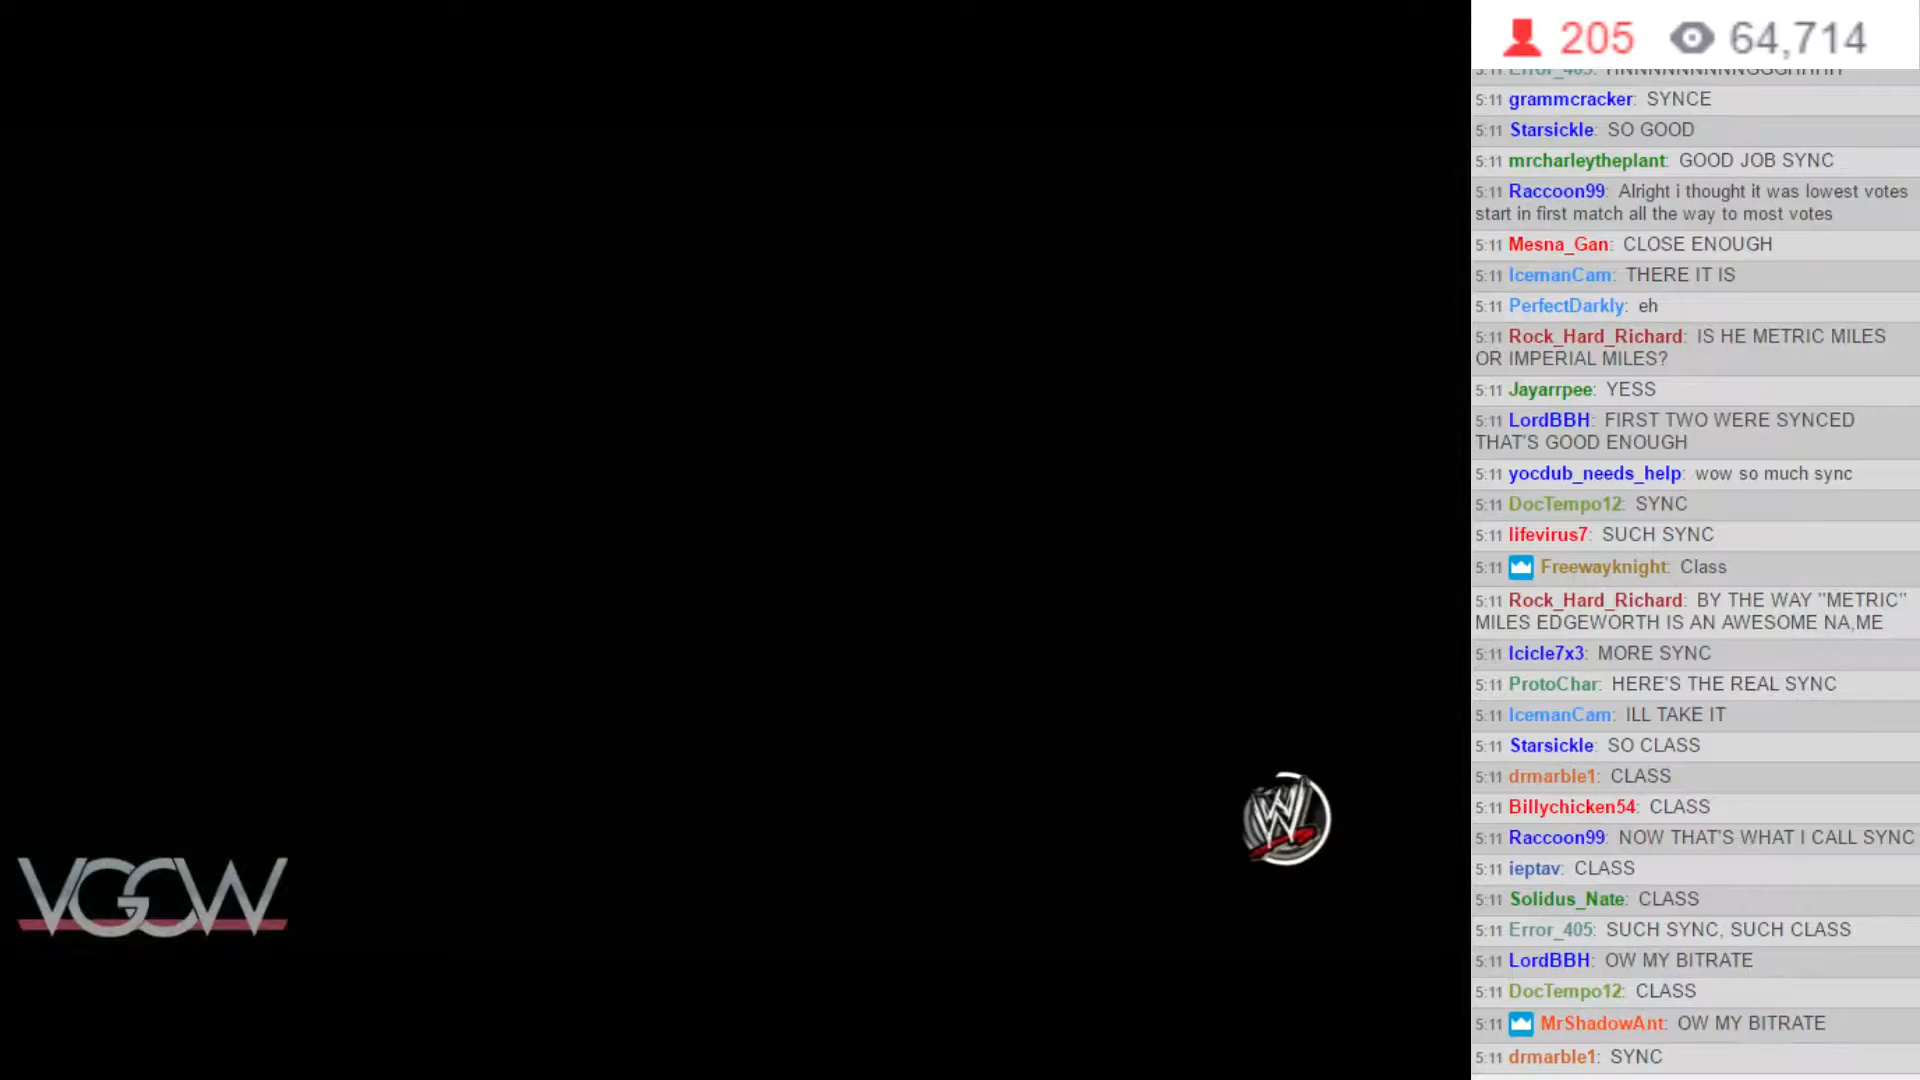 205 64,714
5:11 grammcracker: SYNCE
5:11 Starsickle: SO GOOD
5:11 mrcharleytheplant: GOOD JOB SYNC
5:11 Raccoon99: Alright i thought it was lowest votes
start in first match all the way to most votes
5:11 Mesna_Gan: CLOSE ENOUGH
5:11 IcemanCam: THERE IT IS
5:11 PerfectDarkly: eh
5:11 Rock_Hard_Richard: IS HE METRIC MILES
OR IMPERIAL MILES?
5:11 Jayarrpee: YESS
5:11 LordBBH: FIRST TWO WERE SYNCED
THAT'S GOOD ENOUGH
5:11 yocdub_needs_help: wow so much sync
5:11 DocTempo12: SYNC
5:11 lifevirus7: SUCH SYNC
5:11 Freewayknight: Class
5:11 Rock_Hard_Richard: BY THE WAY "METRIC"
MILES EDGEWORTH IS AN AWESOME NA,ME
5:11 Icicle7x3: MORE SYNC
5:11 ProtoChar: HERE'S THE REAL SYNC
5:11 IcemanCam: ILL TAKE IT
5:11 Starsickle: SO CLASS
5:11 drmarble1: CLASS
5:11 Billychicken54: CLASS
5:11 Raccoon99: NOW THAT'S WHAT I CALL SYNC
5:11 ieptav: CLASS
5:11 Solidus_Nate: CLASS
5:11 Error_405: SUCH SYNC, SUCH CLASS
5:11 LordBBH: OW MY BITRATE
5:11 DocTempo12: CLASS
5:11 MrShadowAnt: OW MY BITRATE
5:11 drmarble1: SYNC
W
VGCW